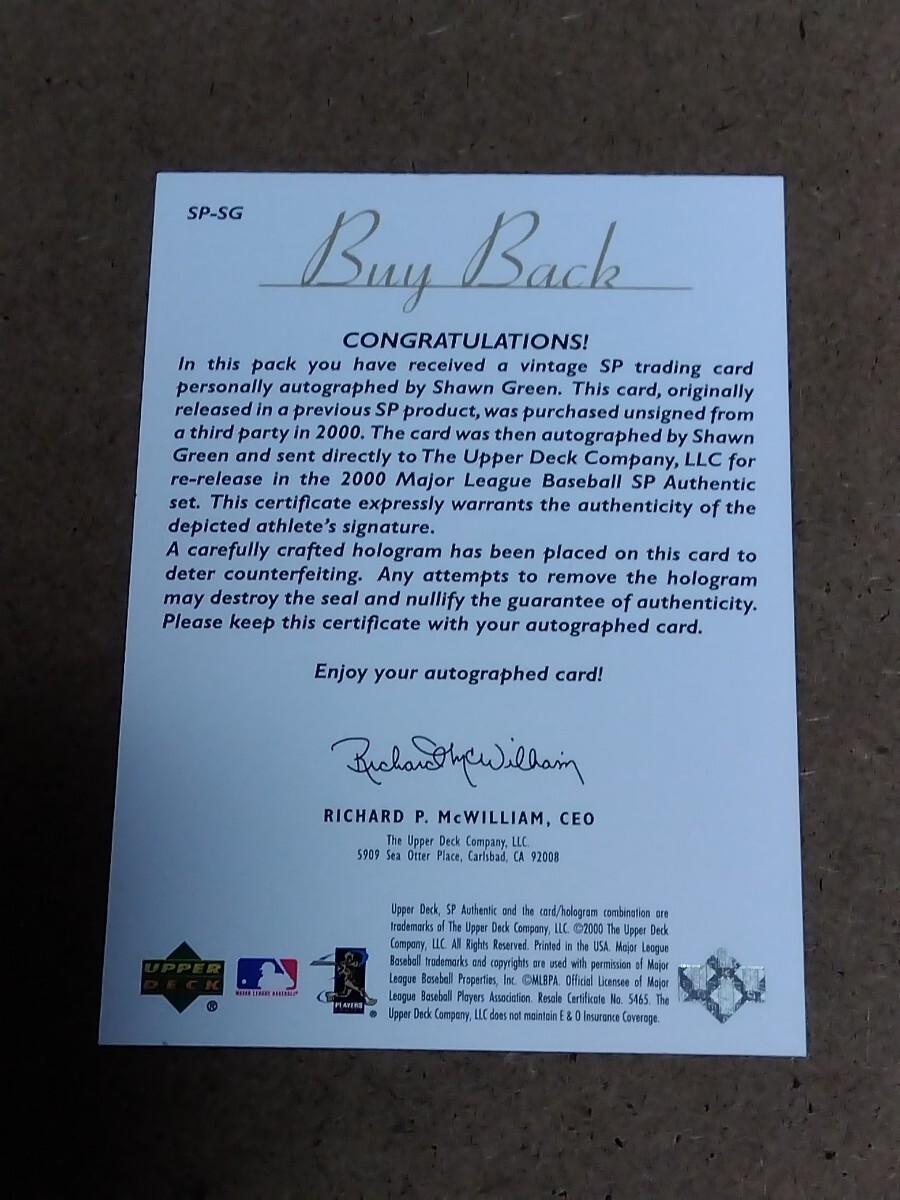 SP-SG
Buy Back
CONGRATULATIONS!
In this pack you have received a vintage SP trading card
personally autographed by Shawn Green. This card, originally
released in a previous SP product, was purchased unsigned from
a third party in 2000. The card was then autographed by Shawn
Green and sent directly to The Upper Deck Company, LLC for
re-release in the 2000 Major League Baseball SP Authentic
set. This certificate expressly warrants the authenticity of the
depicted athlete's signature.
A carefully crafted hologram has been placed on this card to
deter counterfeiting. Any attempts to remove the hologram
may destroy the seal and nullify the guarantee of authenticity.
Please keep this certificate with your autographed card.
Enjoy your autographed card!
Richard McWilliam
RICHARD P. McWILLIAM, CEO
The Upper Deck Company, LLC.
5909 Sea Otter Place, Carlsbad, CA 92008
Upper Deck, SP Authentic and the card/hologram combination are
trademarks of The Upper Deck Company, LLC. ©2000 The Upper Deck
Company, LLC. All Rights Reserved. Printed in the USA. Major League
Baseball trademarks and copyrights are used with permission of Major
League Baseball Properties, Inc. ©MLBPA. Official Licensee of Major
League Baseball Players Association. Resale Certificate No. 5465. The
Upper Deck Company, LLC does not maintain E & O Insurance Coverage.
UPPER
DECK
®
MAJOR LEAGUE BASEBALL®
PLAYERS
®